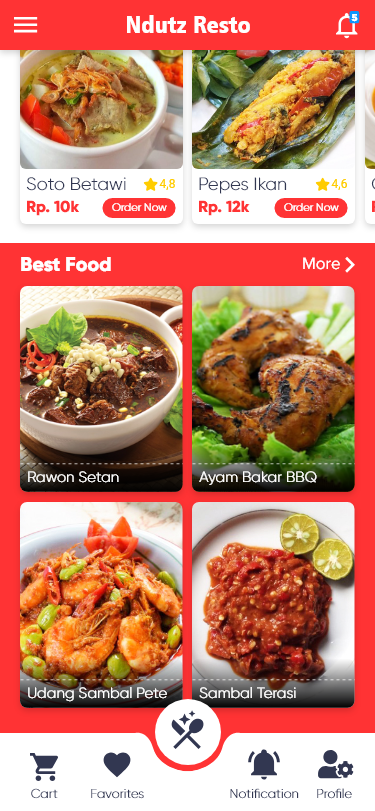 Ndutz Resto
5
Soto Betawi 4,8
Rp. 10k Order Now
Pepes Ikan 4,6
Rp. 12k Order Now
Best Food
More
Rawon Setan
Ayam Bakar BBQ
Udang Sambal Pete
Sambal Terasi
Cart
Favorites
Notification
Profile